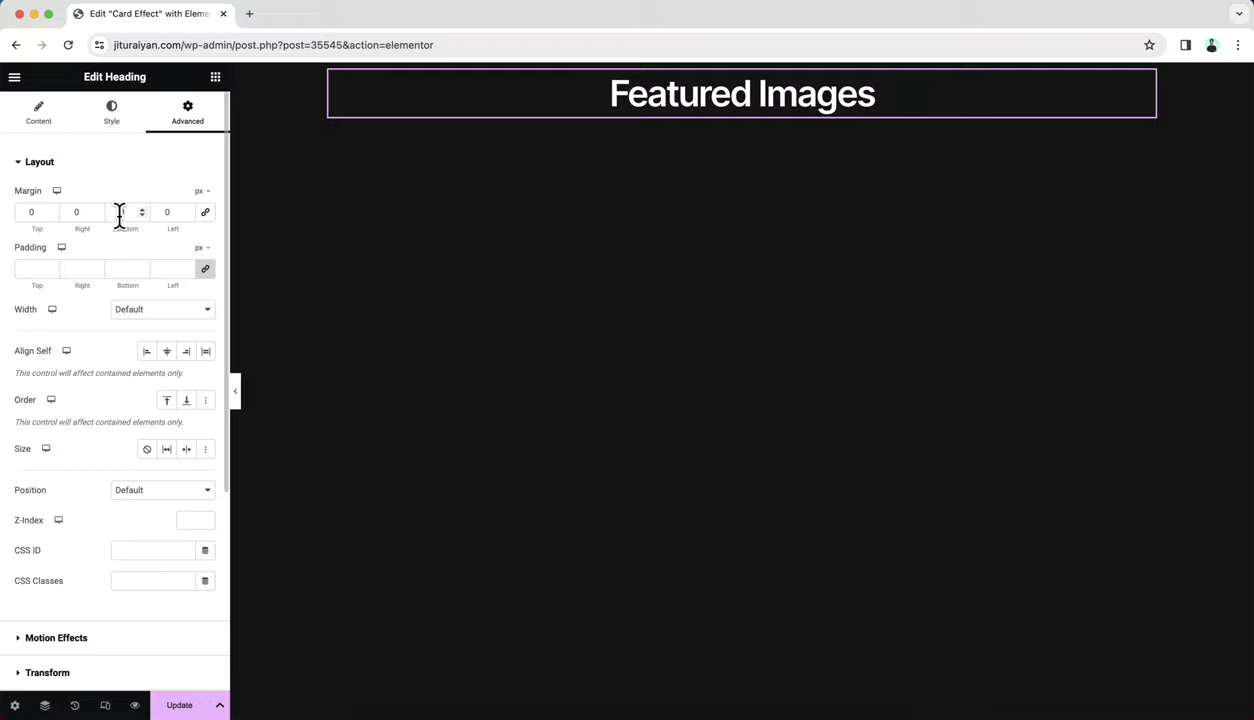 Edit "Card Effect" with Eleme
jituraiyan.com/wp-admin/post.php?post=35545&action=elementor
Edit Heading
Content
Style
Advanced
Layout
Margin
px
0
0
0
Top
Right
Left
Padding
px
Top
Right
Bottom
Left
Width
Default
Align Self
This control will affect contained elements only.
Order
This control will affect contained elements only.
Size
Position
Default
Z-Index
CSS ID
CSS Classes
Motion Effects
Transform
Update
Featured Images